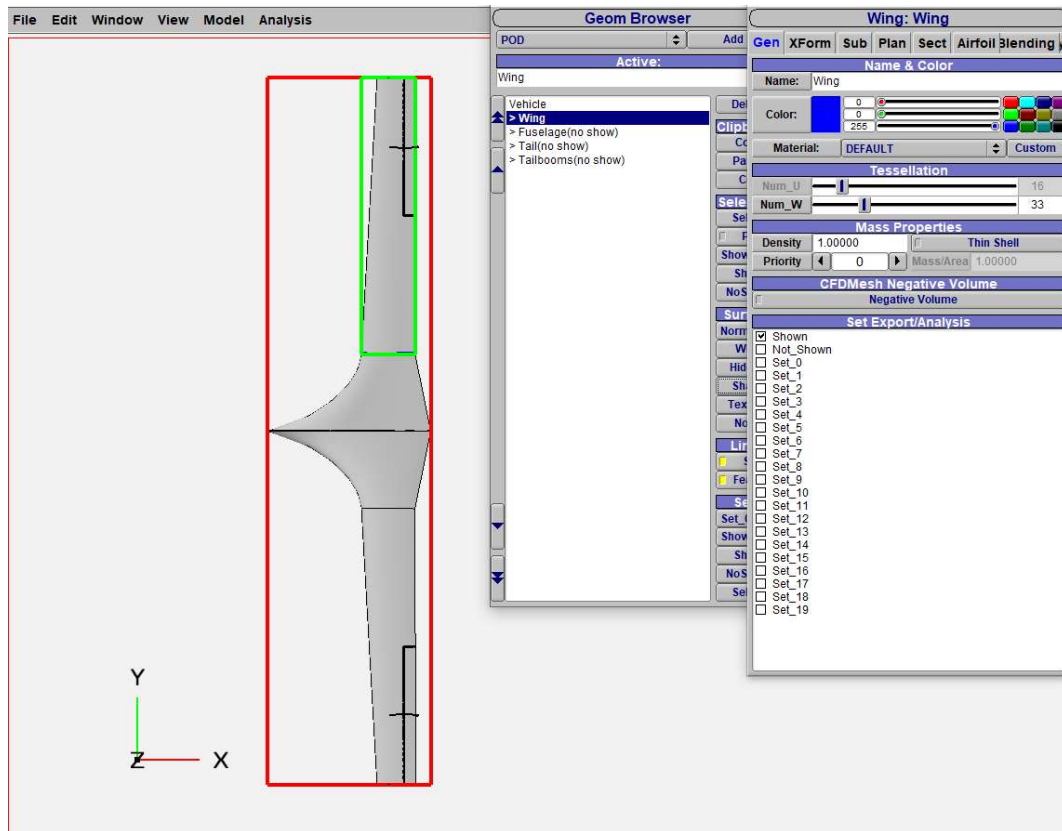 File Edit Window View Model Analysis
Geom Browser
POD
Add
Active:
Wing
Vehicle
> Wing
> Fuselage(no show)
> Tail(no show)
> Tailbooms(no show)
Show
Norm
Set_
Show
Wing: Wing
Gen XForm Sub Plan Sect Airfoil Blending
Name & Color
Name: Wing
Color:
0
0
255
Material: DEFAULT Custom
Tessellation
Num_U 16
Num_W 33
Mass Properties
Density 1.00000 Thin Shell
Priority 0 Mass/Area 1.00000
CFDMesh Negative Volume
Negative Volume
Set Export/Analysis
Shown
Not_Shown
Set_0
Set_1
Set_2
Set_3
Set_4
Set_5
Set_6
Set_7
Set_8
Set_9
Set_10
Set_11
Set_12
Set_13
Set_14
Set_15
Set_16
Set_17
Set_18
Set_19
Y
Z X